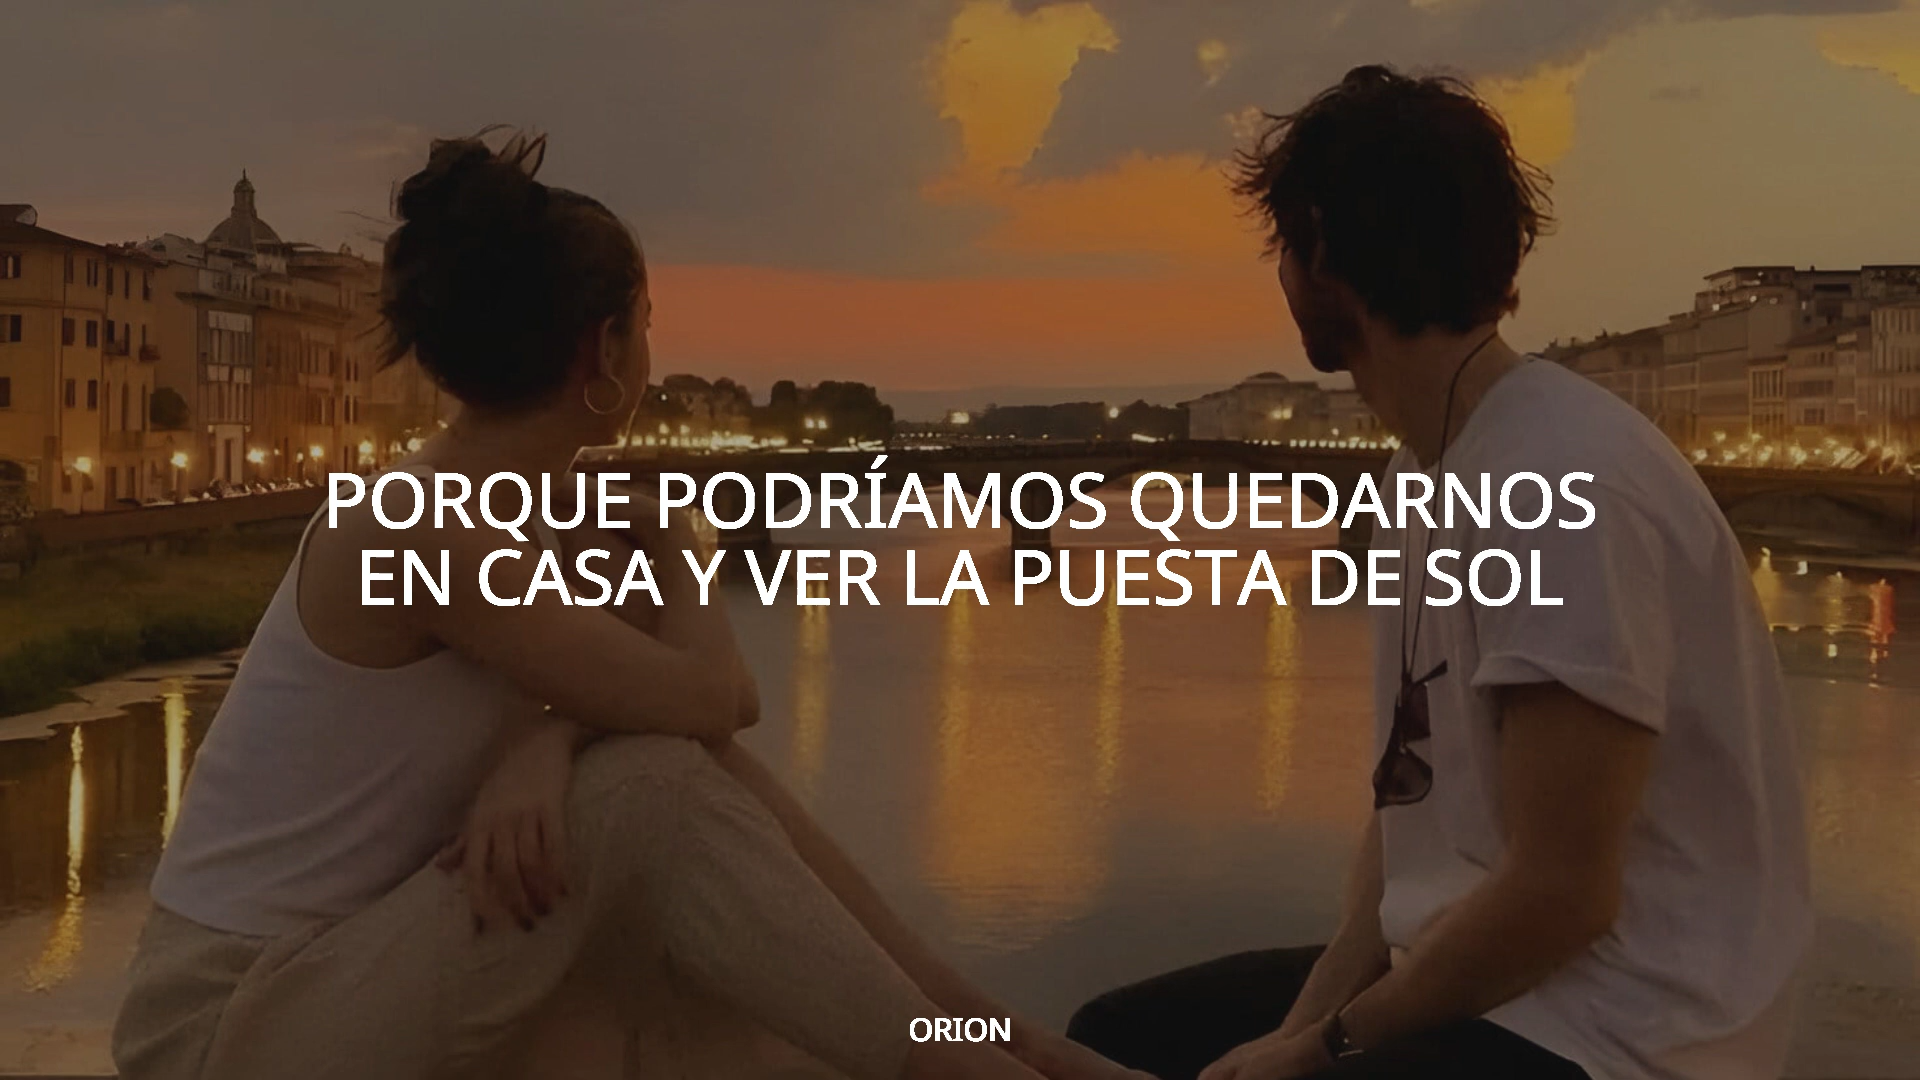 PORQUE PODRÍAMOS QUEDARNOS
EN CASA Y VER LA PUESTA DE SOL
ORION